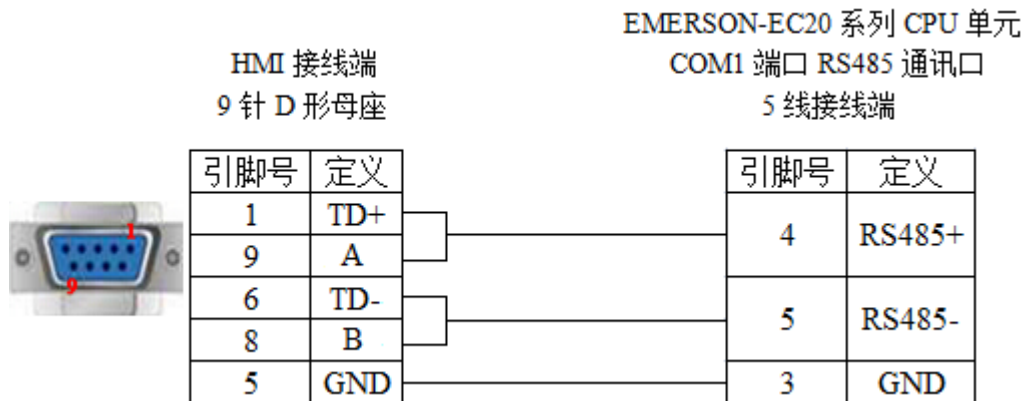 EMERSON-EC20 系列 CPU 单元
HMI 接线端
COM1 端口 RS485 通讯口
9 针 D 形母座
5 线接线端
引脚号 定义
引脚号 定义
1 TD+
9 A
4 RS485+
6 TD-
8 B
5 RS485-
5 GND
3 GND
1
9